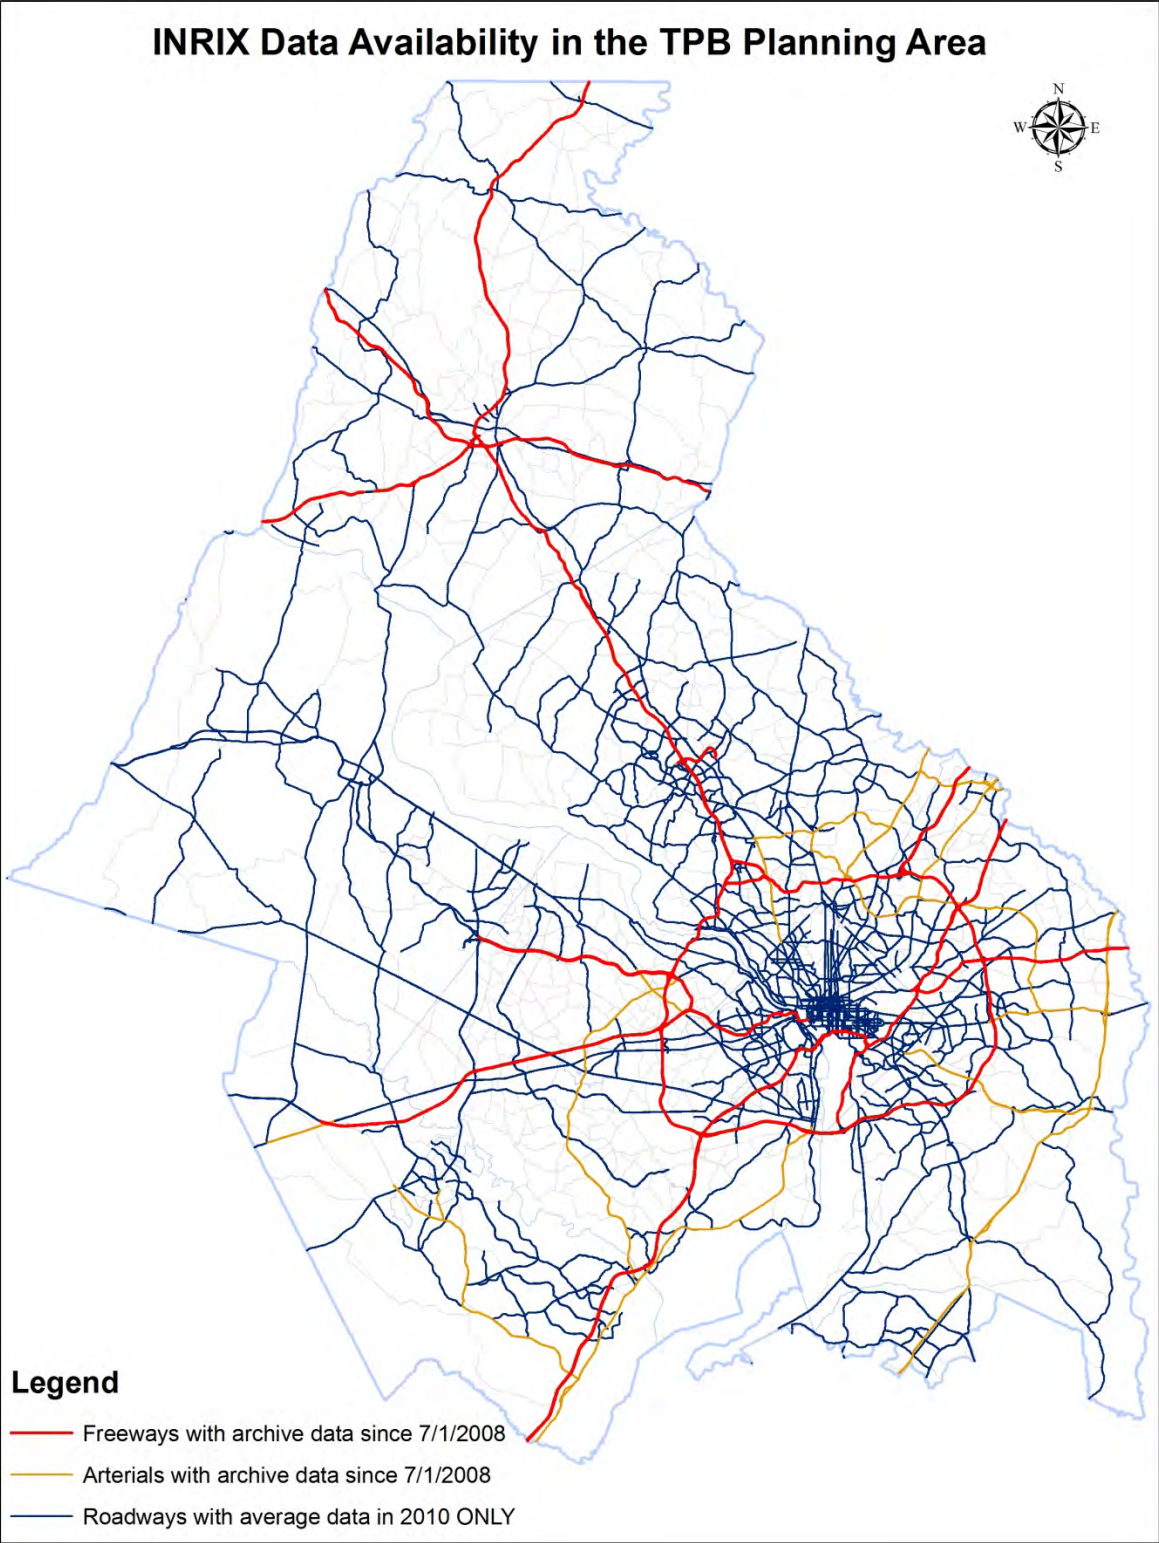 INRIX Data Availability in the TPB Planning Area
N
W E
S
Legend
Freeways with archive data since 7/1/2008
Arterials with archive data since 7/1/2008
Roadways with average data in 2010 ONLY